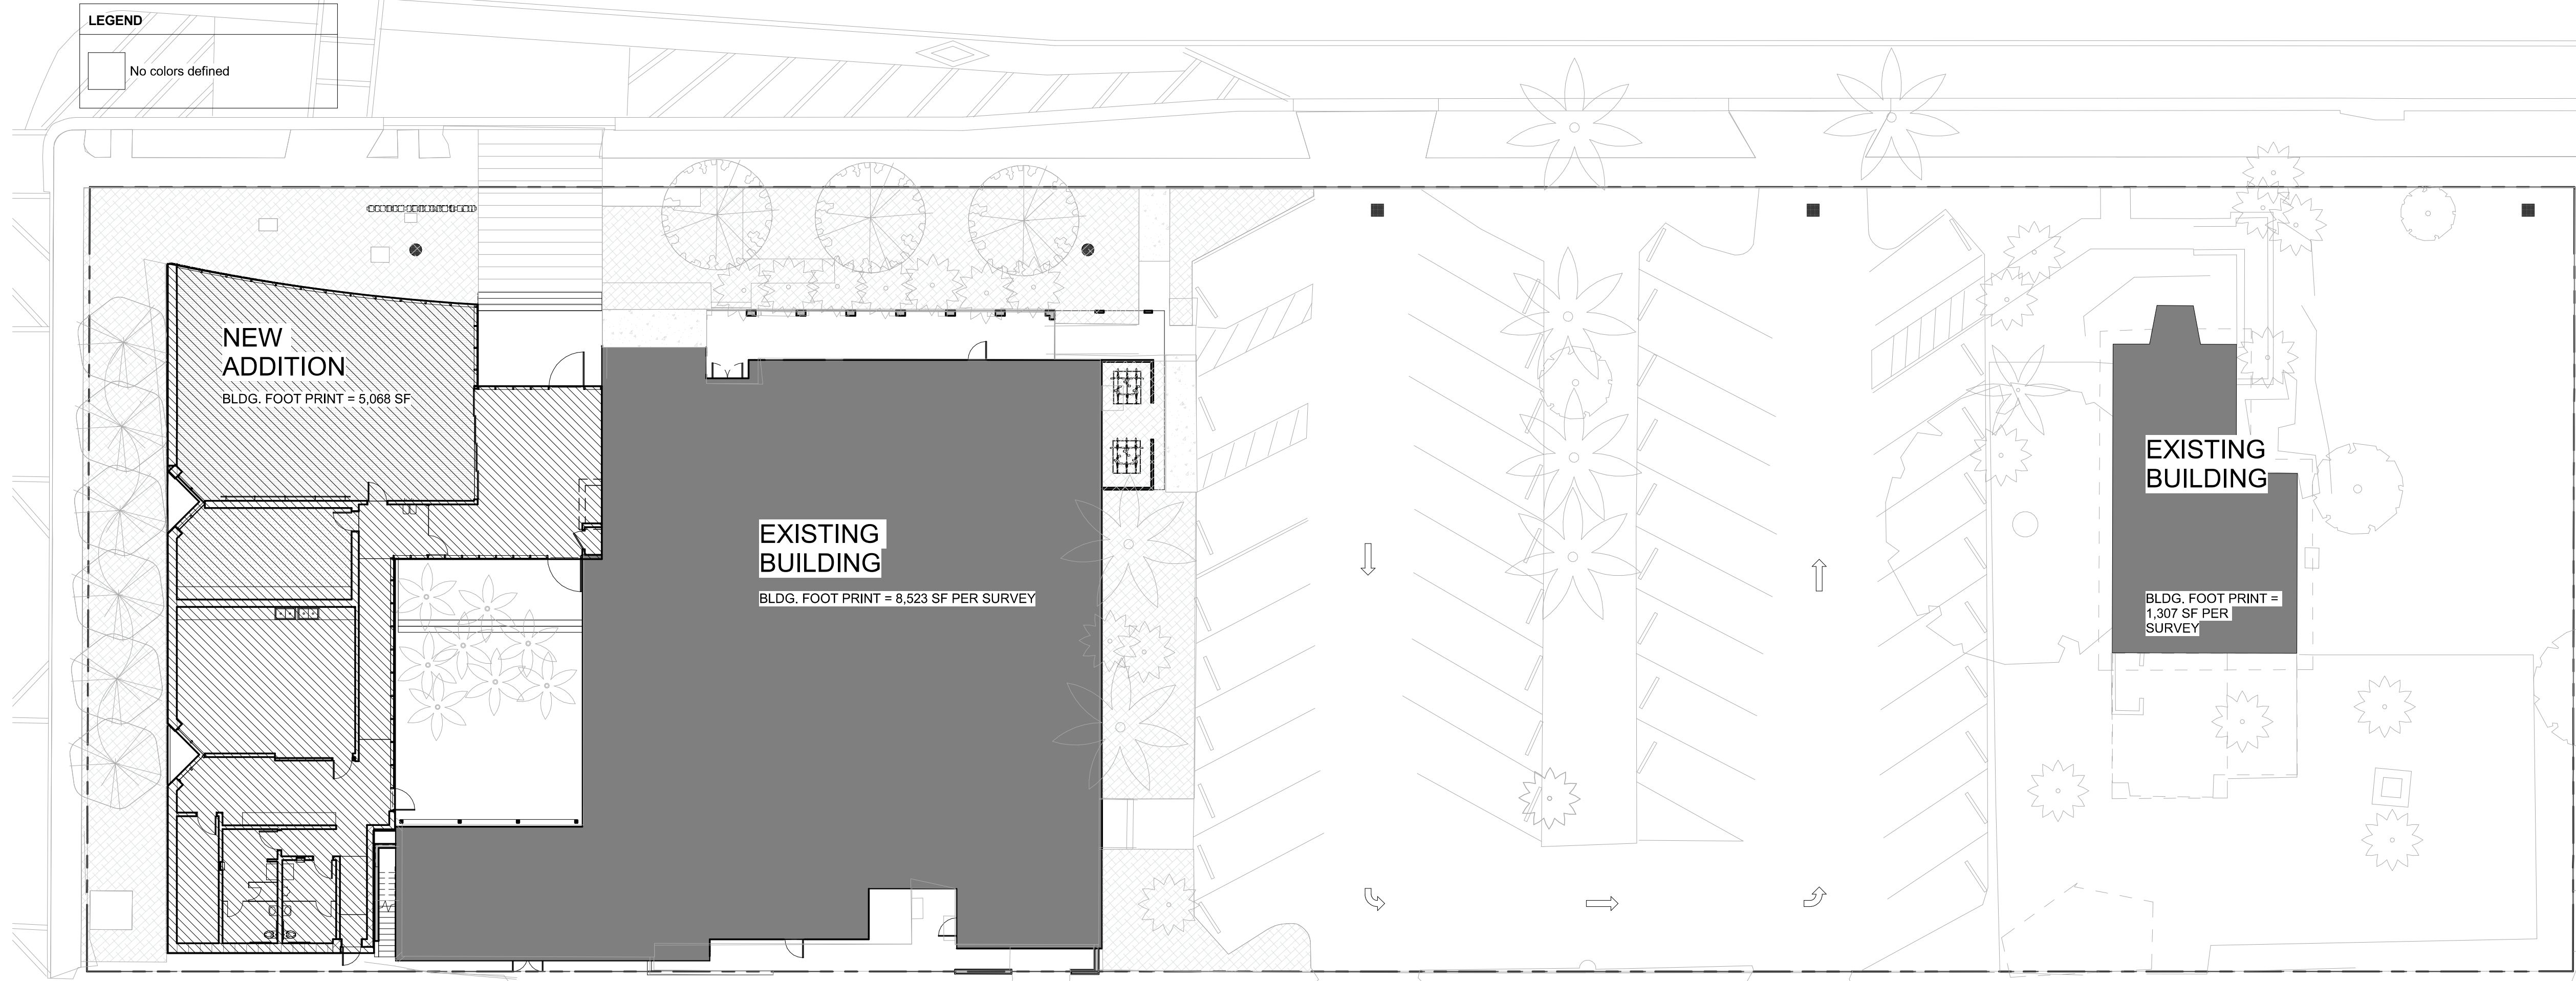 LEGEND
No colors defined
NEW
ADDITION
BLDG. FOOT PRINT = 5,068 SF
EXISTING
BUILDING
BLDG. FOOT PRINT = 8,523 SF PER SURVEY
EXISTING
BUILDING
BLDG. FOOT PRINT =
1,307 SF PER
SURVEY